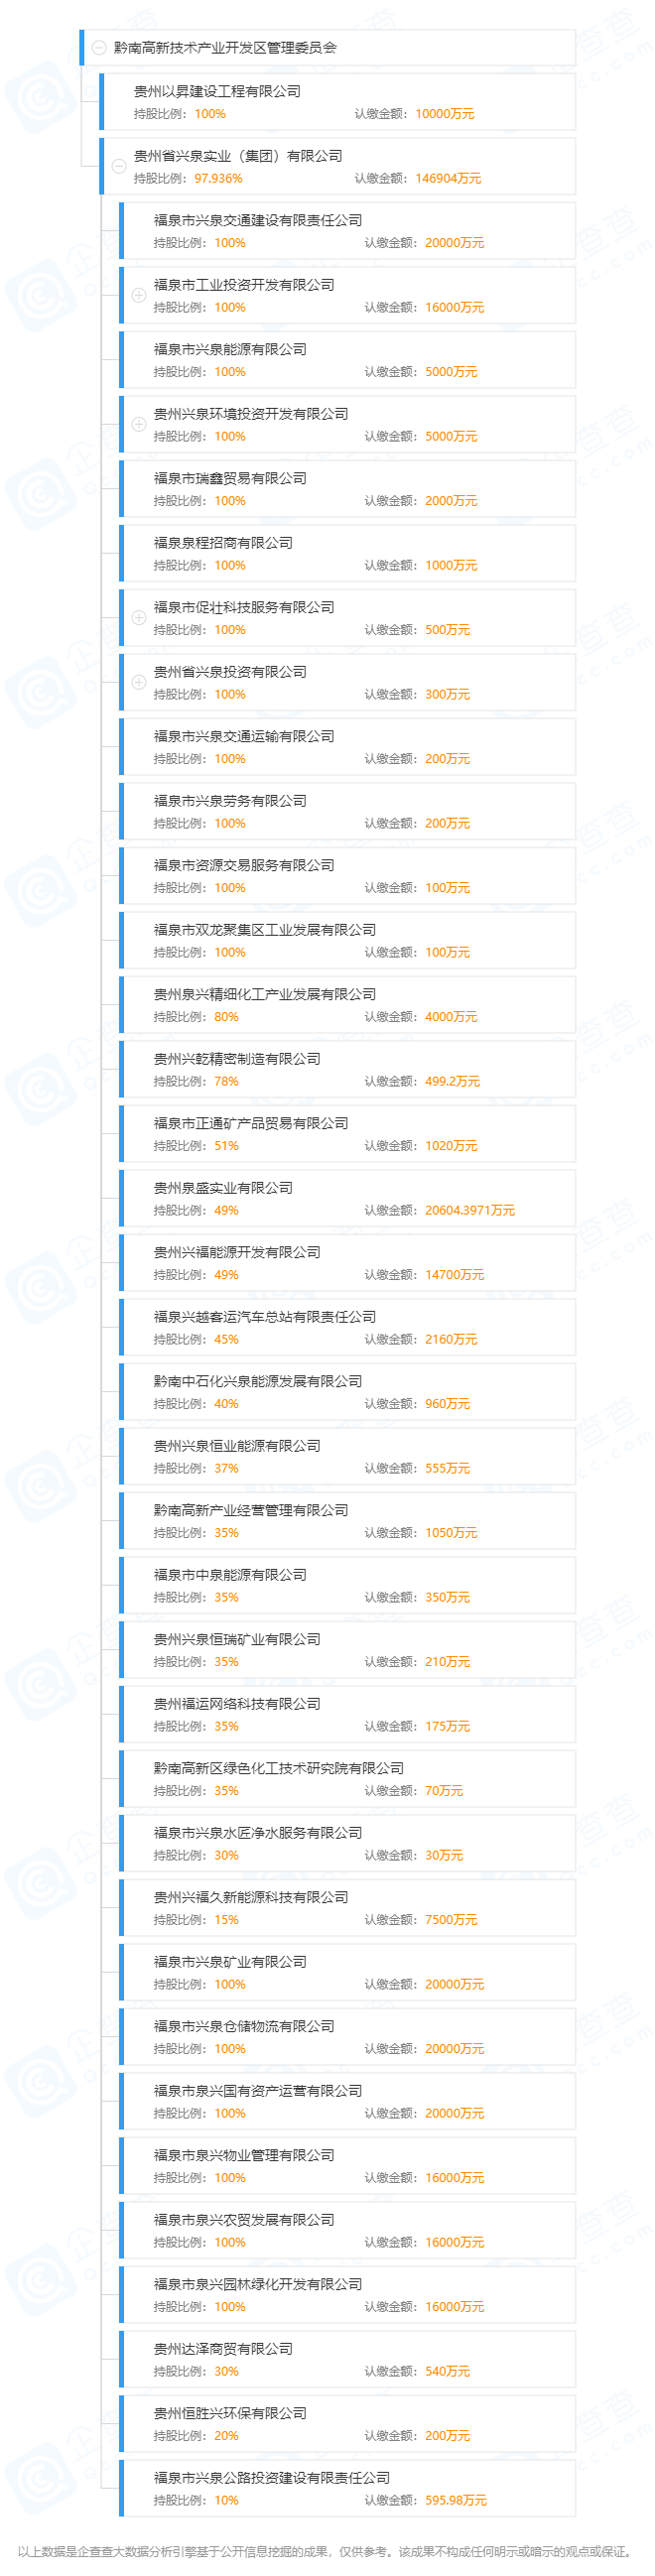 黔南高新技术产业开发区管理委员会
贵州以昇建设工程有限公司
持股比例：100% 认缴金额：10000万元
贵州省兴泉实业（集团）有限公司
持股比例：97.936% 认缴金额：146904万元
福泉市兴泉交通建设有限责任公司
持股比例：100% 认缴金额：20000万元
福泉市工业投资开发有限公司
持股比例：100% 认缴金额：16000万元
福泉市兴泉能源有限公司
持股比例：100% 认缴金额：5000万元
贵州兴泉环境投资开发有限公司
持股比例：100% 认缴金额：5000万元
福泉市瑞鑫贸易有限公司
持股比例：100% 认缴金额：2000万元
福泉泉程招商有限公司
持股比例：100% 认缴金额：1000万元
福泉市促壮科技服务有限公司
持股比例：100% 认缴金额：500万元
贵州省兴泉投资有限公司
持股比例：100% 认缴金额：300万元
福泉市兴泉交通运输有限公司
持股比例：100% 认缴金额：200万元
福泉市兴泉劳务有限公司
持股比例：100% 认缴金额：200万元
福泉市资源交易服务有限公司
持股比例：100% 认缴金额：100万元
福泉市双龙聚集区工业发展有限公司
持股比例：100% 认缴金额：100万元
贵州泉兴精细化工产业发展有限公司
持股比例：80% 认缴金额：4000万元
贵州兴乾精密制造有限公司
持股比例：78% 认缴金额：499.2万元
福泉市正通矿产品贸易有限公司
持股比例：51% 认缴金额：1020万元
贵州泉盛实业有限公司
持股比例：49% 认缴金额：20604.3971万元
贵州兴福能源开发有限公司
持股比例：49% 认缴金额：14700万元
福泉兴越客运汽车总站有限责任公司
持股比例：45% 认缴金额：2160万元
黔南中石化兴泉能源发展有限公司
持股比例：40% 认缴金额：960万元
贵州兴泉恒业能源有限公司
持股比例：37% 认缴金额：555万元
黔南高新产业经营管理有限公司
持股比例：35% 认缴金额：1050万元
福泉市中泉能源有限公司
持股比例：35% 认缴金额：350万元
贵州兴泉恒瑞矿业有限公司
持股比例：35% 认缴金额：210万元
贵州福运网络科技有限公司
持股比例：35% 认缴金额：175万元
黔南高新区绿色化工技术研究院有限公司
持股比例：35% 认缴金额：70万元
福泉市兴泉水匠净水服务有限公司
持股比例：30% 认缴金额：30万元
贵州兴福久新能源科技有限公司
持股比例：15% 认缴金额：7500万元
福泉市兴泉矿业有限公司
持股比例：100% 认缴金额：20000万元
福泉市兴泉仓储物流有限公司
持股比例：100% 认缴金额：20000万元
福泉市泉兴国有资产运营有限公司
持股比例：100% 认缴金额：20000万元
福泉市泉兴物业管理有限公司
持股比例：100% 认缴金额：16000万元
福泉市泉兴农贸发展有限公司
持股比例：100% 认缴金额：16000万元
福泉市泉兴园林绿化开发有限公司
持股比例：100% 认缴金额：16000万元
贵州达泽商贸有限公司
持股比例：30% 认缴金额：540万元
贵州恒胜兴环保有限公司
持股比例：20% 认缴金额：200万元
福泉市兴泉公路投资建设有限责任公司
持股比例：10% 认缴金额：595.98万元
以上数据是企查查大数据分析引擎基于公开信息挖掘的成果，仅供参考。该成果不构成任何明示或暗示的观点或保证。